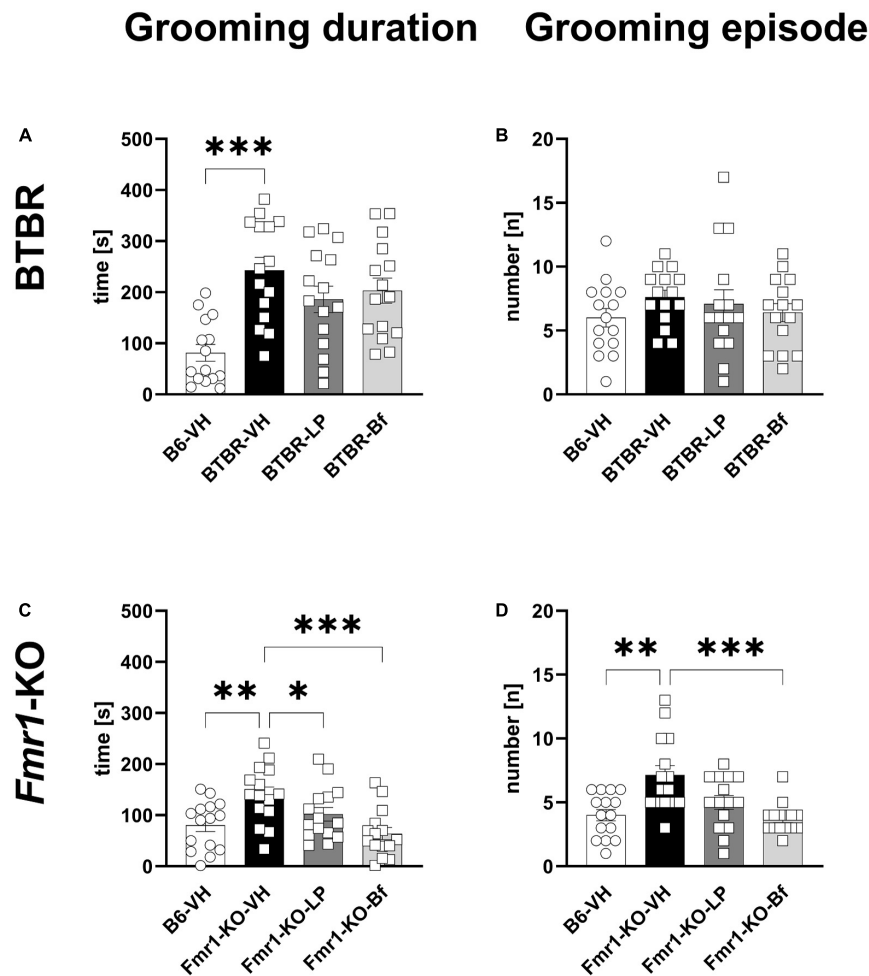 Grooming duration
Grooming episode
BTBR
A
***
time [s]
500
400
300
200
100
0
B6-VH
BTBR-VH
BTBR-LP
BTBR-Bf
B
number [n]
20
15
10
5
0
B6-VH
BTBR-VH
BTBR-LP
BTBR-Bf
Fmr1-KO
C
***
** *
time [s]
500
400
300
200
100
0
B6-VH
Fmr1-KO-VH
Fmr1-KO-LP
Fmr1-KO-Bf
D
** ***
number [n]
20
15
10
5
0
B6-VH
Fmr1-KO-VH
Fmr1-KO-LP
Fmr1-KO-Bf